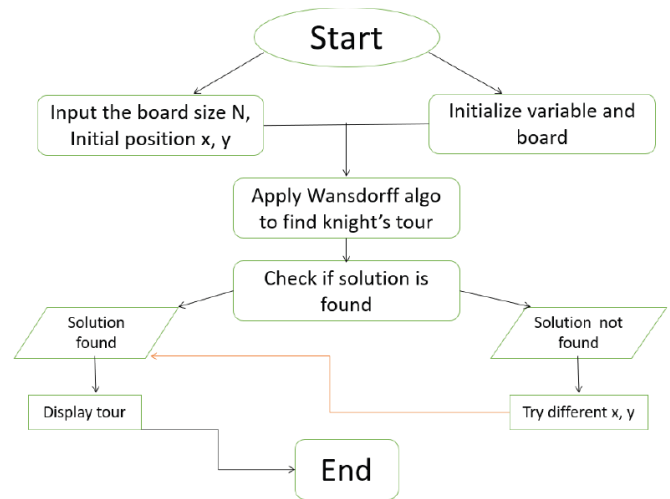 Start
Input the board size N,
Initial position x, y
Initialize variable and
board
Apply Wansdorff algo
to find knight's tour
Check if solution is
found
Solution
found
Solution not
found
Display tour
Try different x, y
End